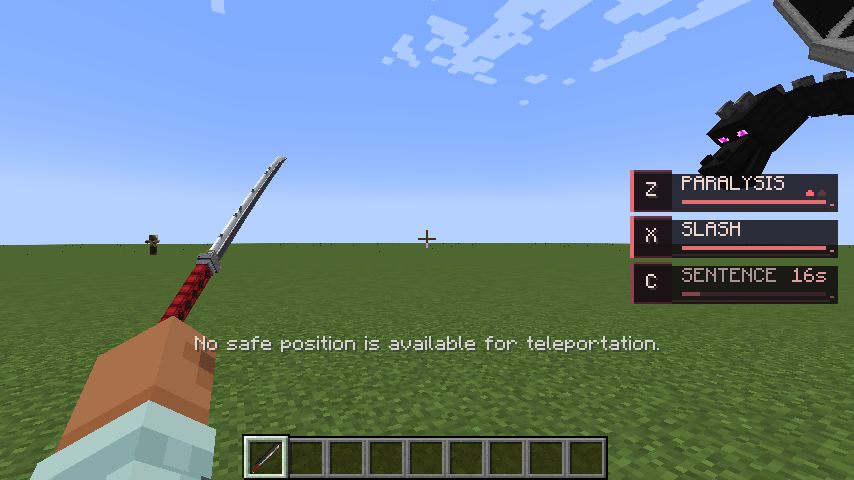 Z PARALYSIS
X SLASH
C SENTENCE 16s
No safe position is available for teleportation.